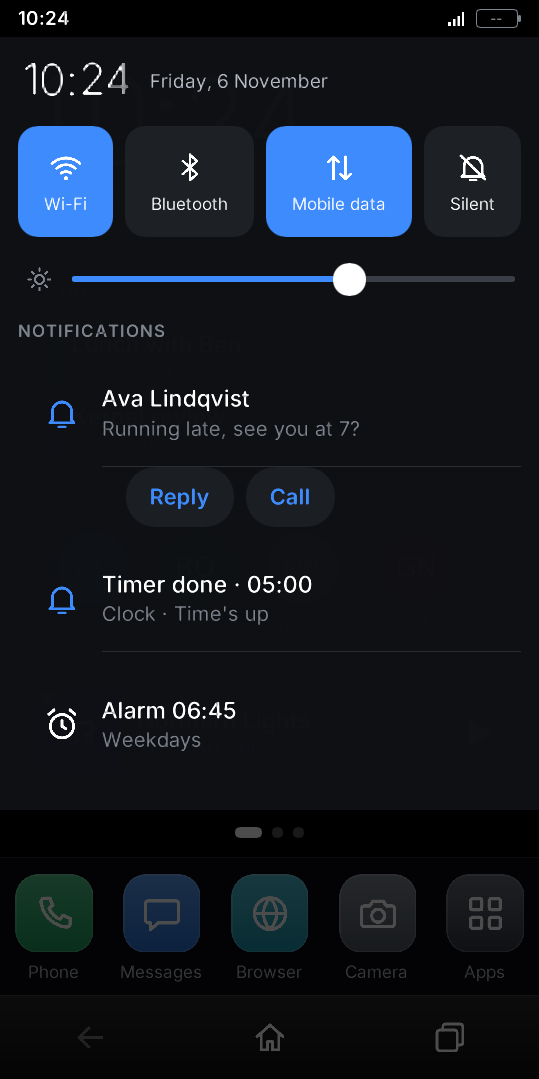 10:24
--
10:24 Friday, 6 November
Wi-Fi Bluetooth Mobile data Silent
NOTIFICATIONS
Ava Lindqvist
Running late, see you at 7?
Reply Call
Timer done · 05:00
Clock · Time's up
Alarm 06:45
Weekdays
Phone Messages Browser Camera Apps